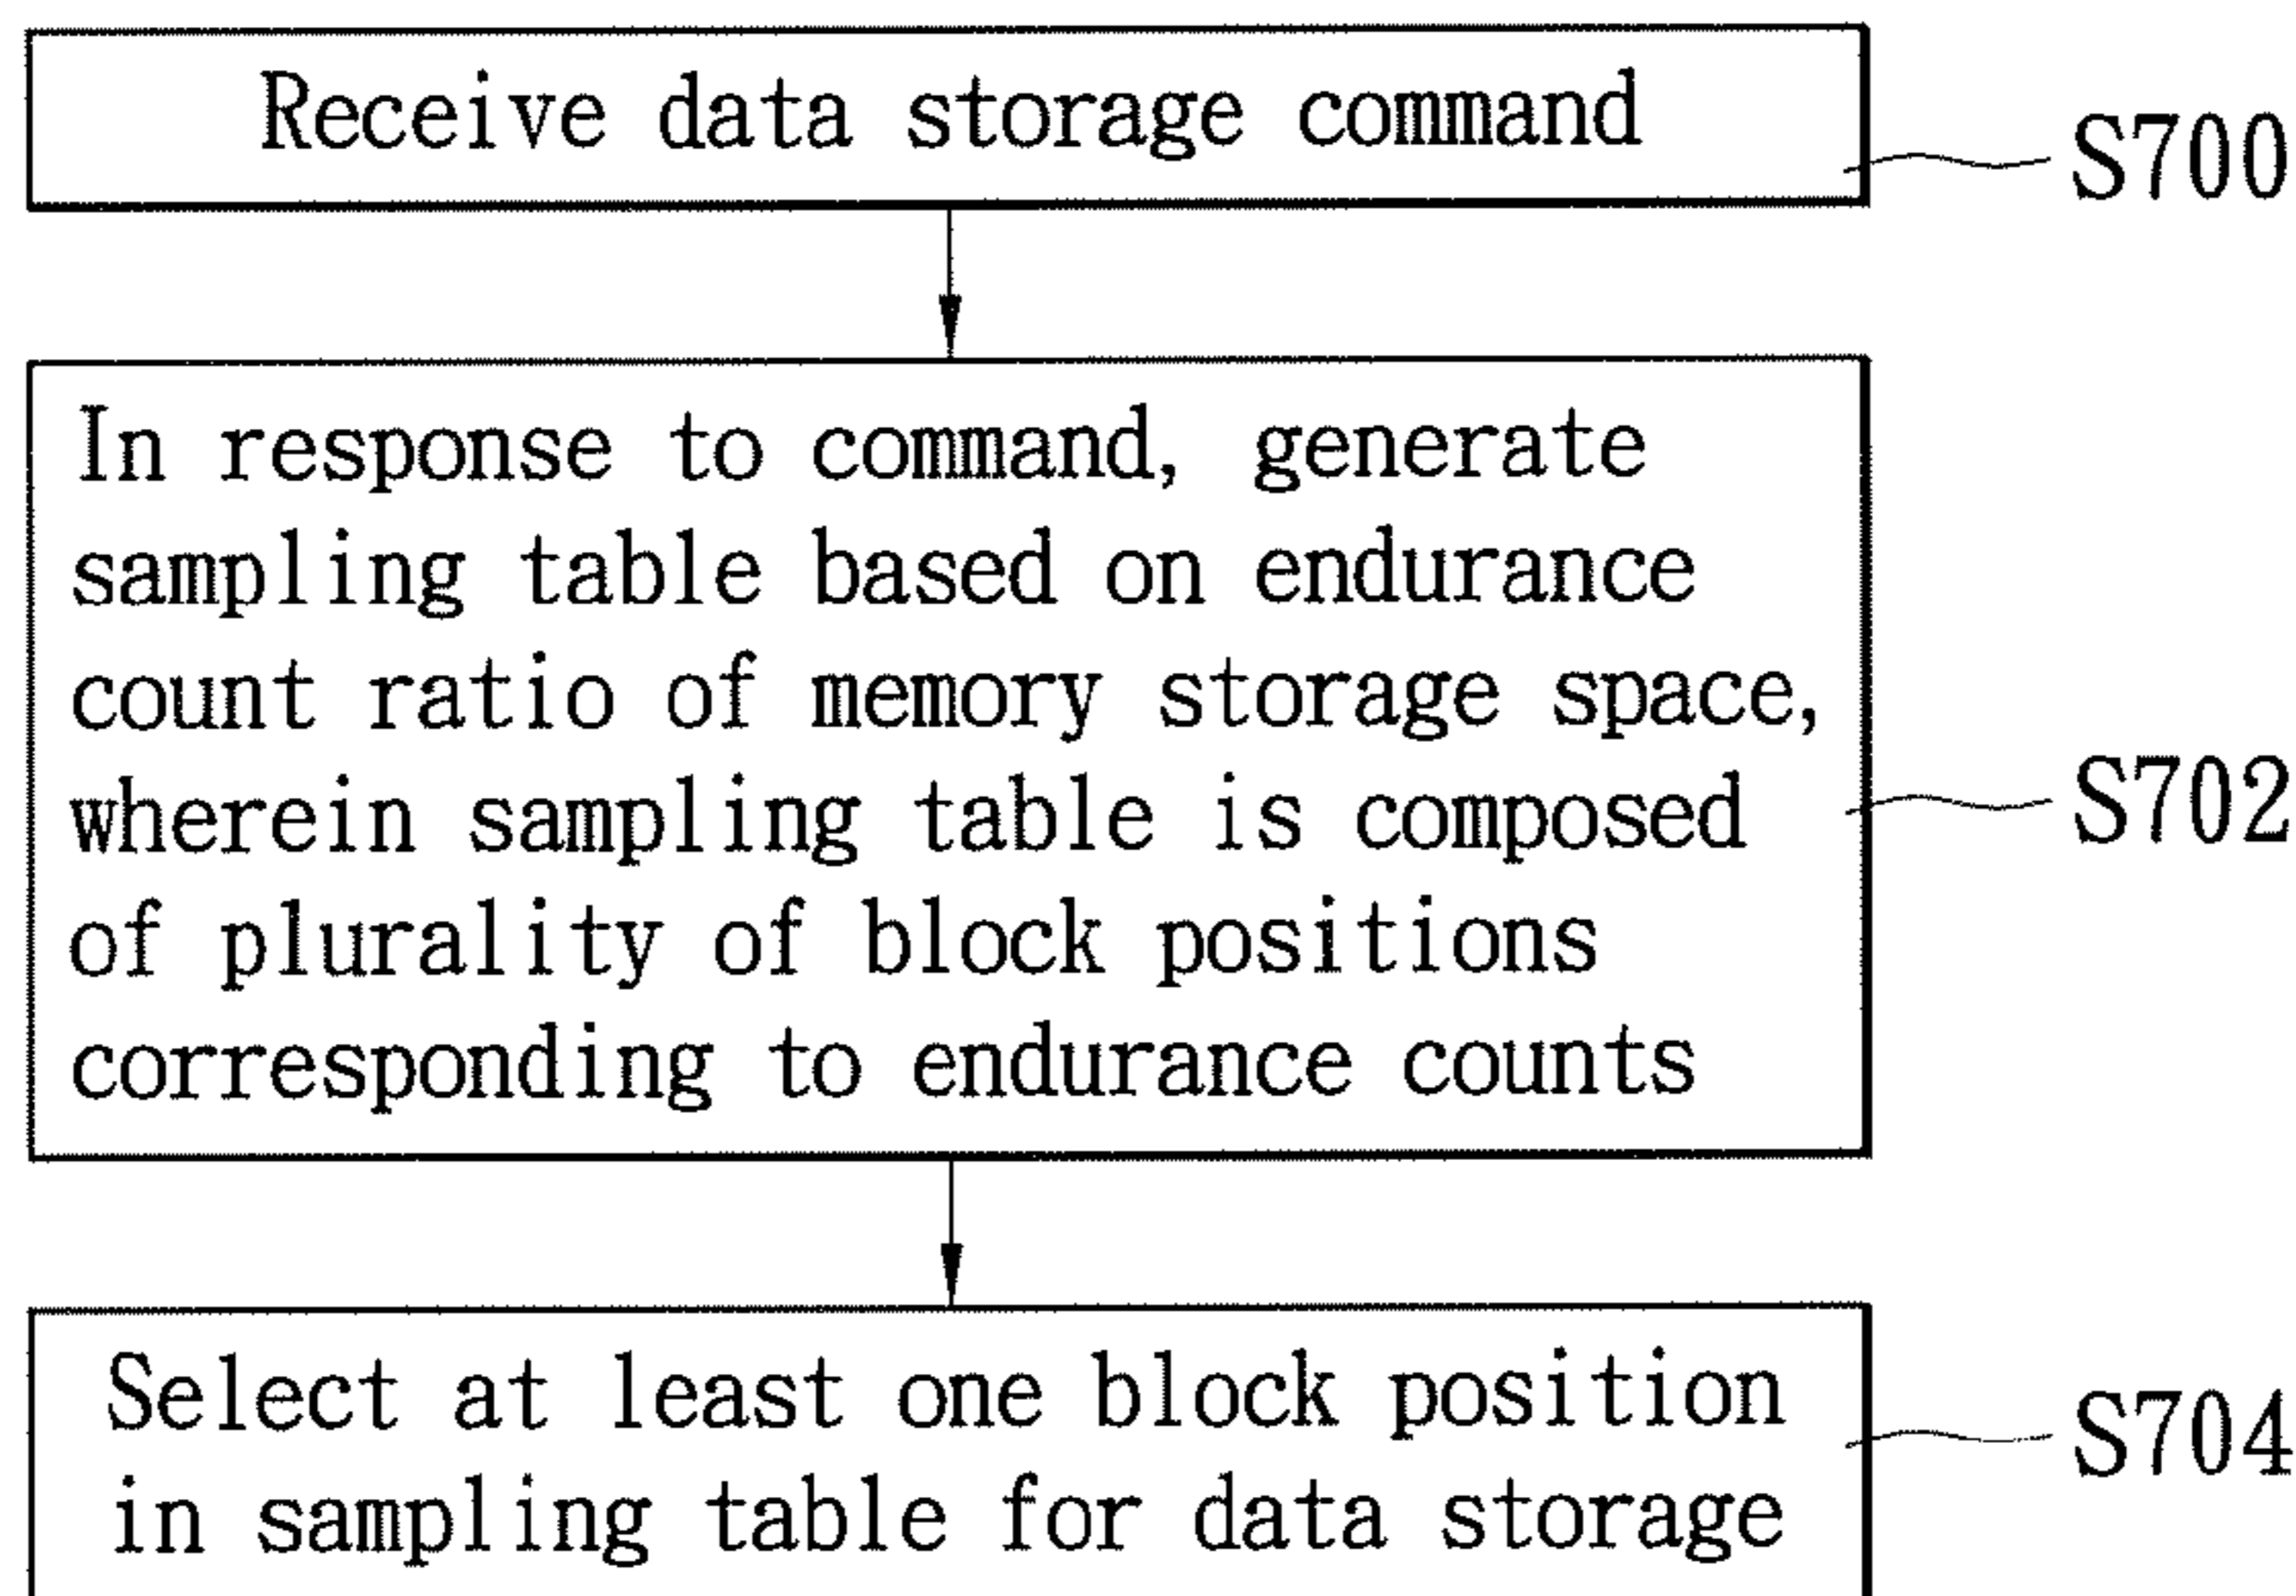 Receive data storage command
S700
In response to command, generate
sampling table based on endurance
count ratio of memory storage space,
wherein sampling table is composed
of plurality of block positions
corresponding to endurance counts
S702
Select at least one block position
in sampling table for data storage
S704